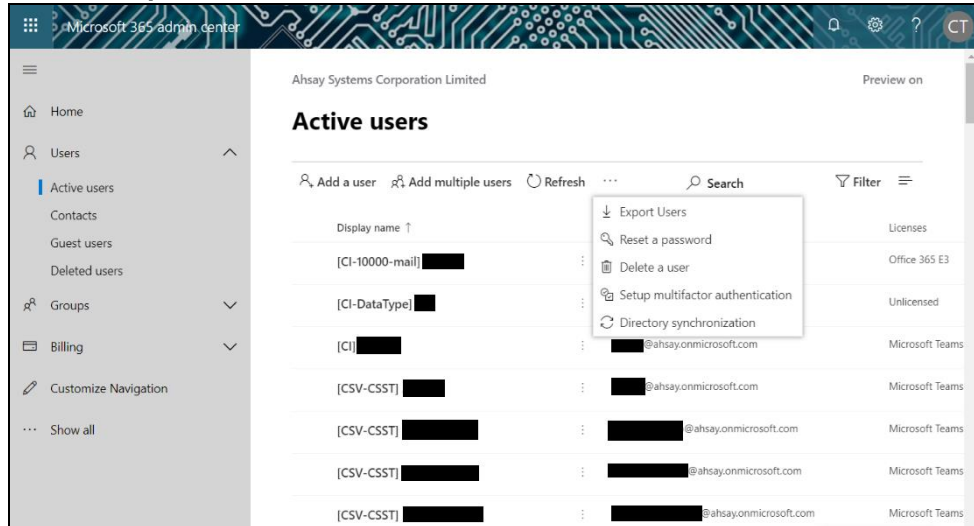 Microsoft 365 admin center
?
CT
Ahsay Systems Corporation Limited
Preview on
Home
Active users
Users
Add a user Add multiple users Refresh ... Search Filter
Active users
Contacts
Guest users
Deleted users
Groups
Billing
Customize Navigation
... Show all
Export Users
Reset a password
Delete a user
Setup multifactor authentication
Directory synchronization
Display name ↑
Licenses
[CI-10000-mail]
Office 365 E3
[CI-DataType]
Unlicensed
[CI]
@ahsay.onmicrosoft.com
Microsoft Teams
[CSV-CSST]
@ahsay.onmicrosoft.com
Microsoft Teams
[CSV-CSST]
@ahsay.onmicrosoft.com
Microsoft Teams
[CSV-CSST]
@ahsay.onmicrosoft.com
Microsoft Teams
[CSV-CSST]
@ahsay.onmicrosoft.com
Microsoft Teams